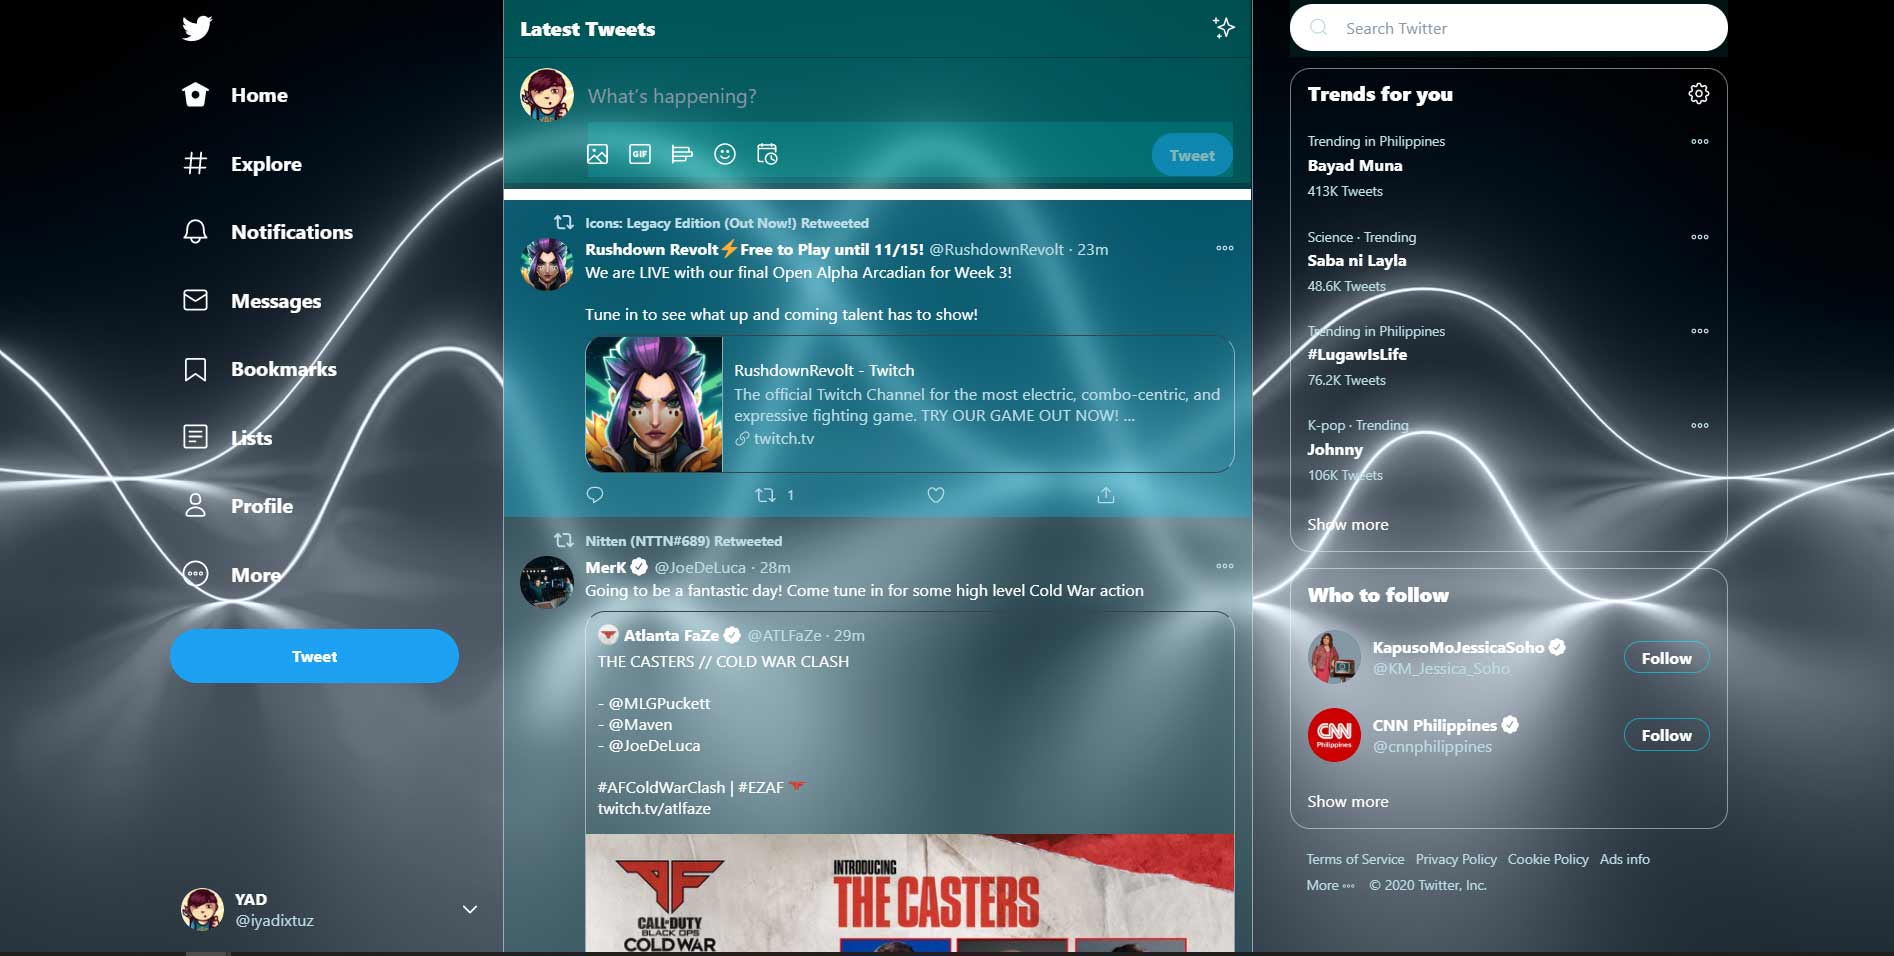 Home
Explore
Notifications
Messages
Bookmarks
Lists
Profile
More
Tweet
YAD
@iyadixtuz
Latest Tweets
What's happening?
GIF
Tweet
Icons: Legacy Edition (Out Now!) Retweeted
Rushdown Revolt⚡Free to Play until 11/15! @RushdownRevolt · 23m
We are LIVE with our final Open Alpha Arcadian for Week 3!
Tune in to see what up and coming talent has to show!
RushdownRevolt - Twitch
The official Twitch Channel for the most electric, combo-centric, and
expressive fighting game. TRY OUR GAME OUT NOW! ...
twitch.tv
1
Nitten (NTTN#689) Retweeted
MerK @JoeDeLuca · 28m
Going to be a fantastic day! Come tune in for some high level Cold War action
Atlanta FaZe @ATLFaZe · 29m
THE CASTERS // COLD WAR CLASH
- @MLGPuckett
- @Maven
- @JoeDeLuca
#AFColdWarClash | #EZAF
twitch.tv/atlfaze
CALL OF DUTY
BLACK OPS
COLD WAR
INTRODUCING
THE CASTERS
Search Twitter
Trends for you
Trending in Philippines
Bayad Muna
413K Tweets
Science · Trending
Saba ni Layla
48.6K Tweets
Trending in Philippines
#LugawIsLife
76.2K Tweets
K-pop · Trending
Johnny
106K Tweets
Show more
Who to follow
KapusoMoJessicaSoho
@KM_Jessica_Soho
Follow
CNN
Philippines
CNN Philippines
@cnnphilippines
Follow
Show more
Terms of Service Privacy Policy Cookie Policy Ads info
More © 2020 Twitter, Inc.